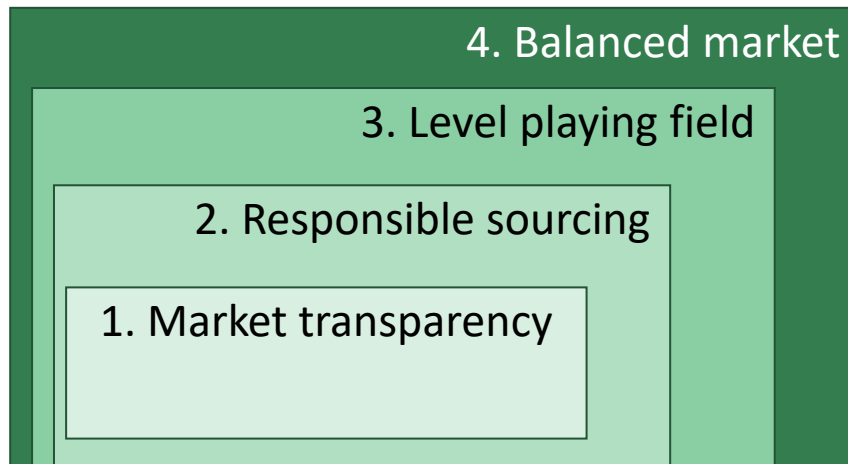 4. Balanced market
3. Level playing field
2. Responsible sourcing
1. Market transparency